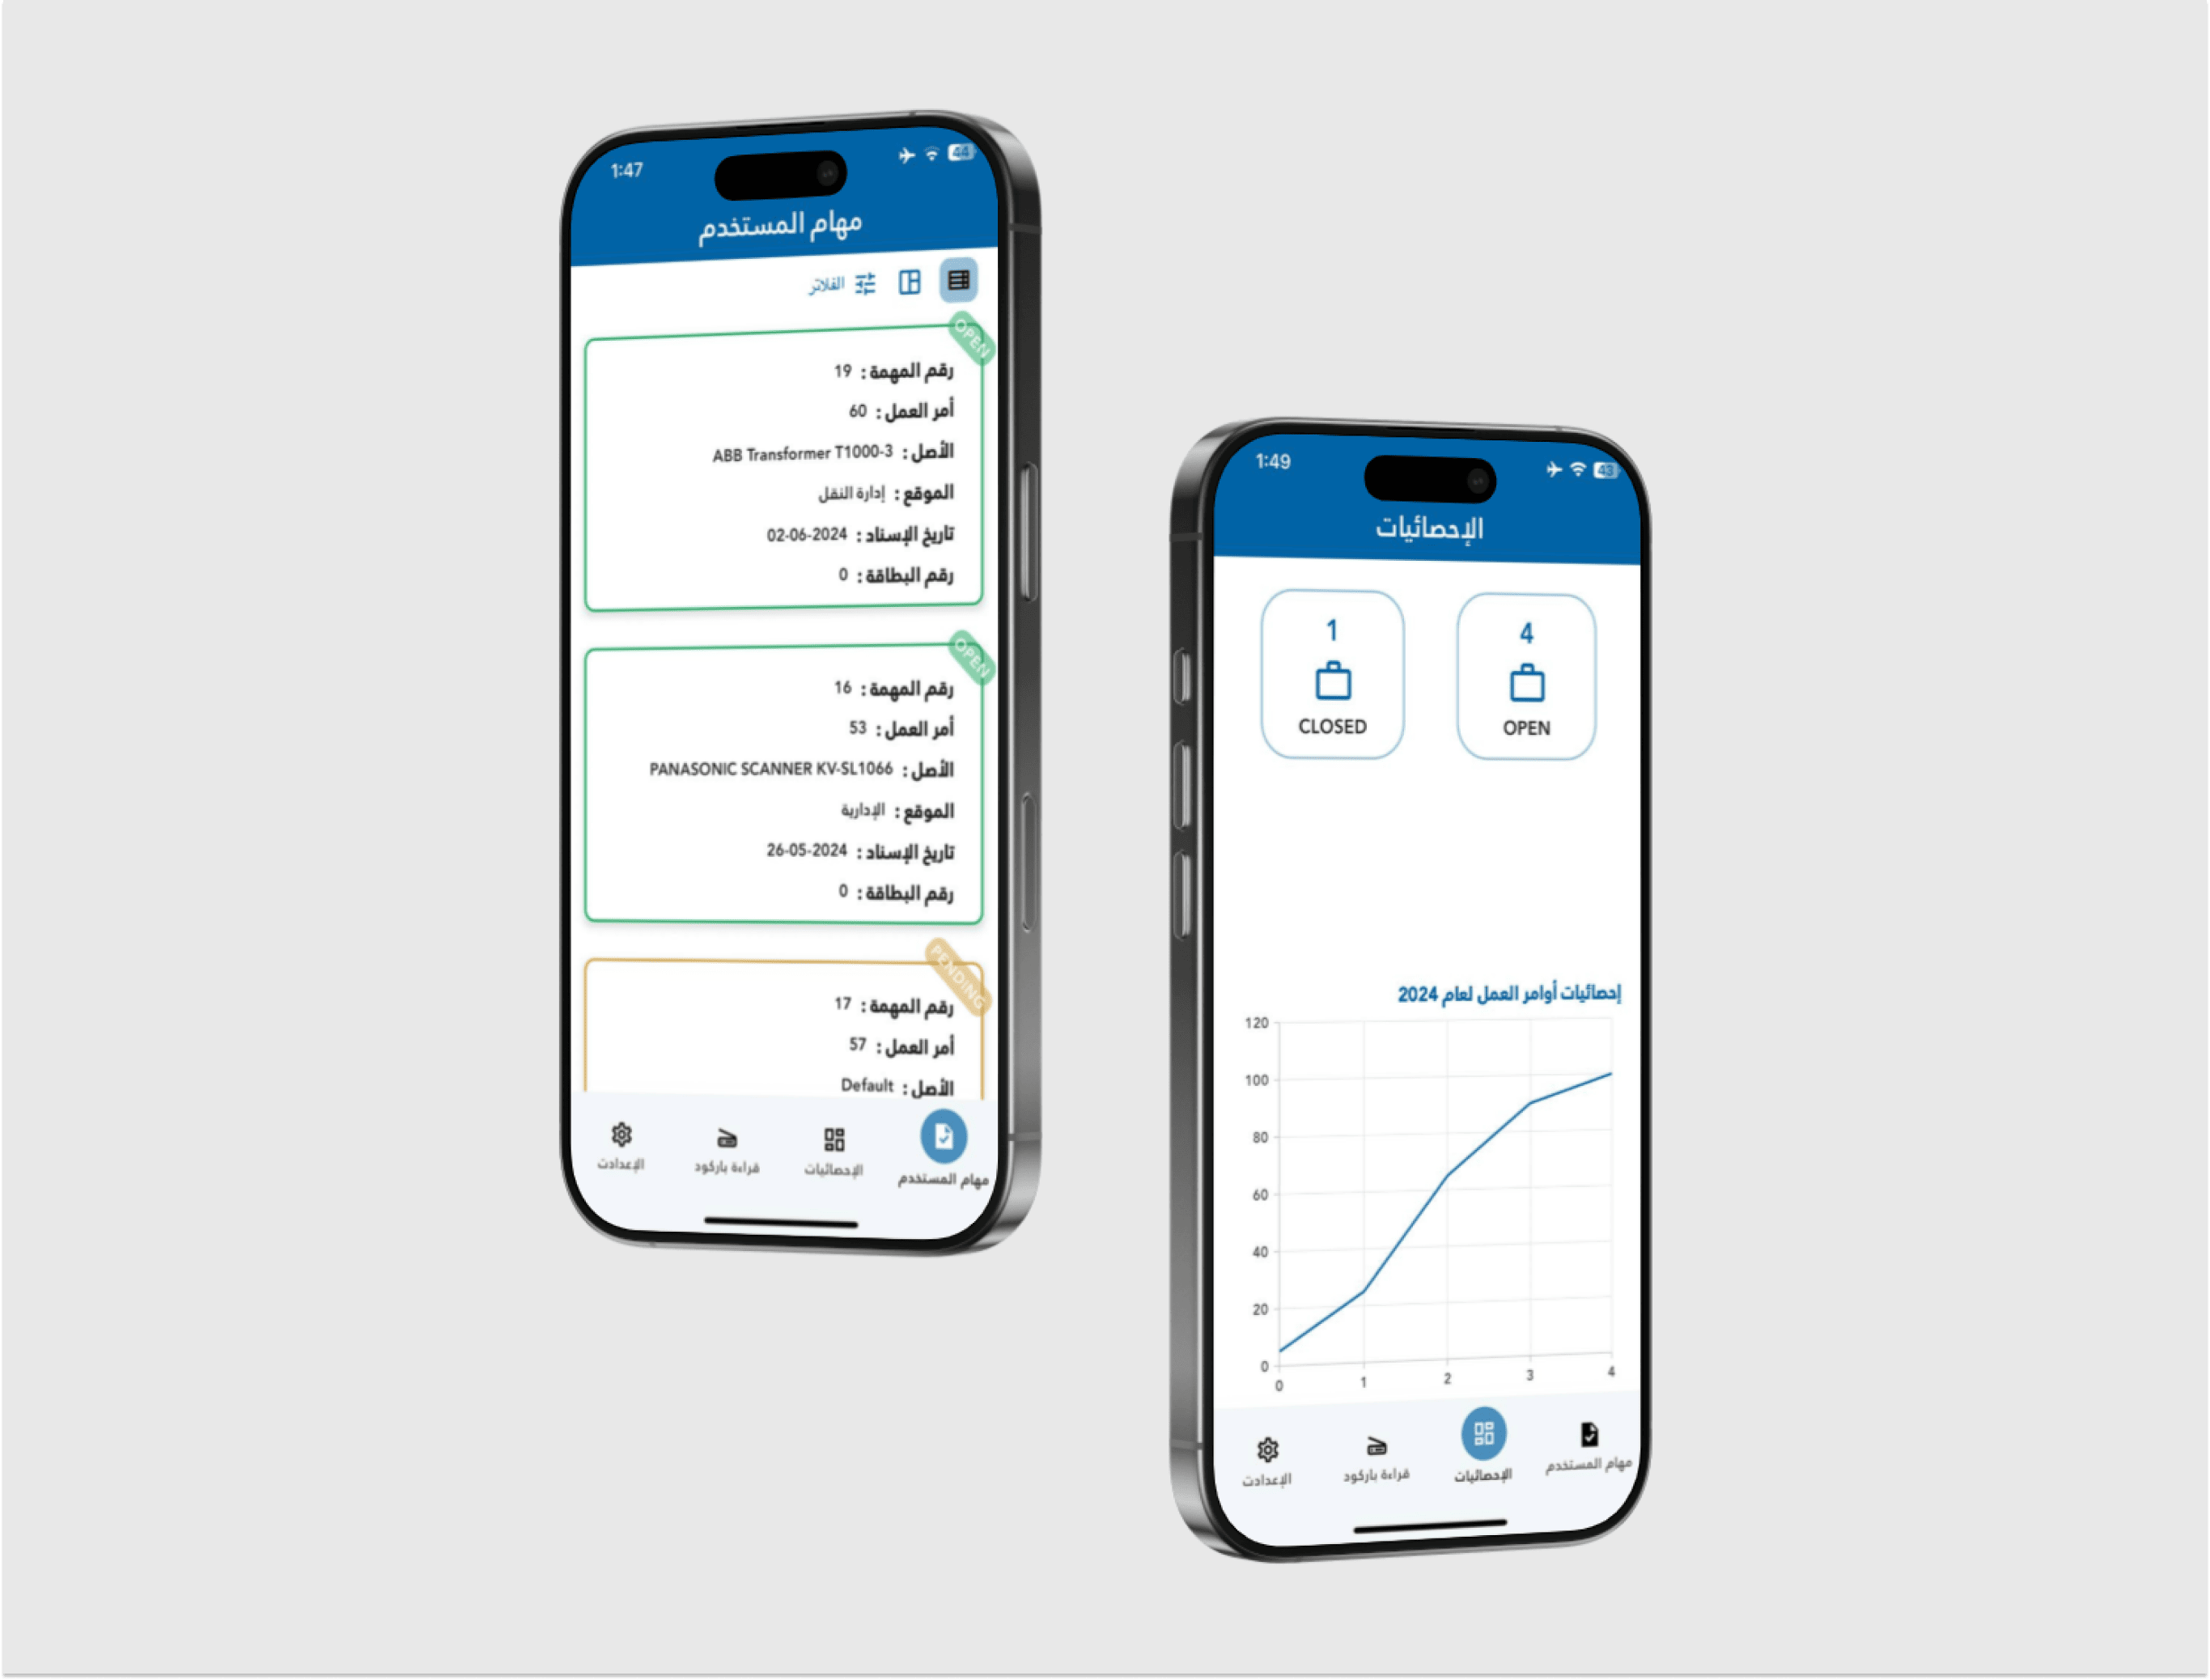 1:47
44
مهام المستخدم
الفلاتر
OPEN
رقم المهمة : 19
أمر العمل : 60
الأصل : ABB Transformer T1000-3
الموقع : إدارة النقل
تاريخ الإسناد : 02-06-2024
رقم البطاقة : 0
OPEN
رقم المهمة : 16
أمر العمل : 53
الأصل : PANASONIC SCANNER KV-SL1066
الموقع : الإدارية
تاريخ الإسناد : 26-05-2024
رقم البطاقة : 0
PENDING
رقم المهمة : 17
أمر العمل : 57
الأصل : Default
مهام المستخدم الإحصائيات قراءة باركود الإعدادت
1:49
43
الإحصائيات
4 1
OPEN CLOSED
إحصائيات أوامر العمل لعام 2024
120
100
80
60
40
20
0
0 1 2 3 4
مهام المستخدم الإحصائيات قراءة باركود الإعدادت